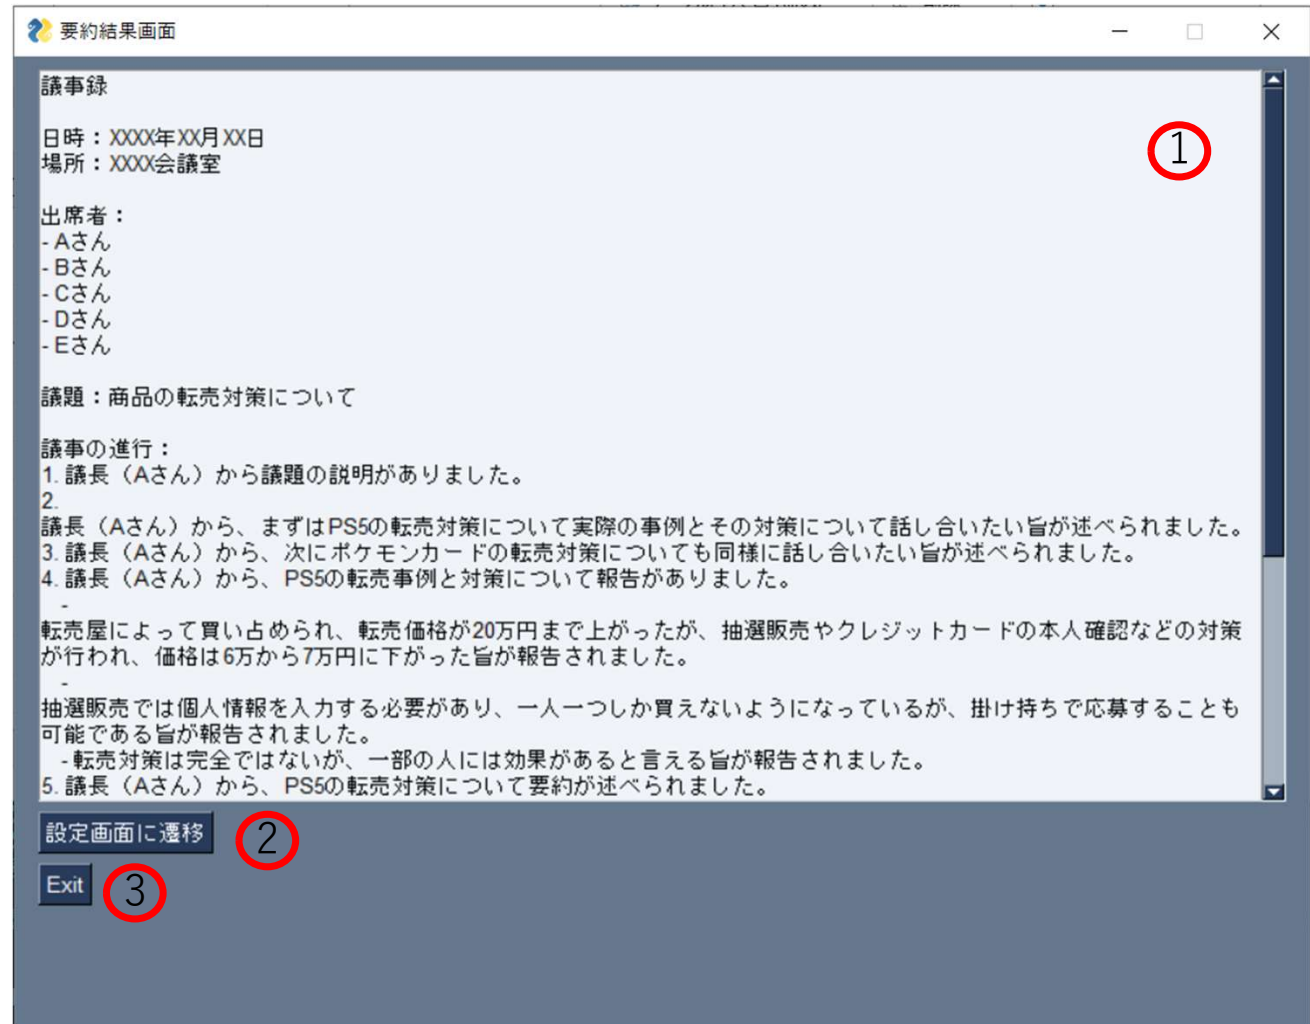 要約結果画面
議事録
日時：XXXX年XX月XX日
場所：XXXX会議室
①
出席者：
- Aさん
- Bさん
- Cさん
- Dさん
- Eさん
議題：商品の転売対策について
議事の進行：
1. 議長（Aさん）から議題の説明がありました。
2.
議長（Aさん）から、まずはPS5の転売対策について実際の事例とその対策について話し合いたい旨が述べられました。
3. 議長（Aさん）から、次にポケモンカードの転売対策についても同様に話し合いたい旨が述べられました。
4. 議長（Aさん）から、PS5の転売事例と対策について報告がありました。
-
転売屋によって買い占められ、転売価格が20万円まで上がったが、抽選販売やクレジットカードの本人確認などの対策
が行われ、価格は6万から7万円に下がった旨が報告されました。
-
抽選販売では個人情報を入力する必要があり、一人一つしか買えないようになっているが、掛け持ちで応募することも
可能である旨が報告されました。
- 転売対策は完全ではないが、一部の人には効果があると言える旨が報告されました。
5. 議長（Aさん）から、PS5の転売対策について要約が述べられました。
設定画面に遷移 ②
Exit ③